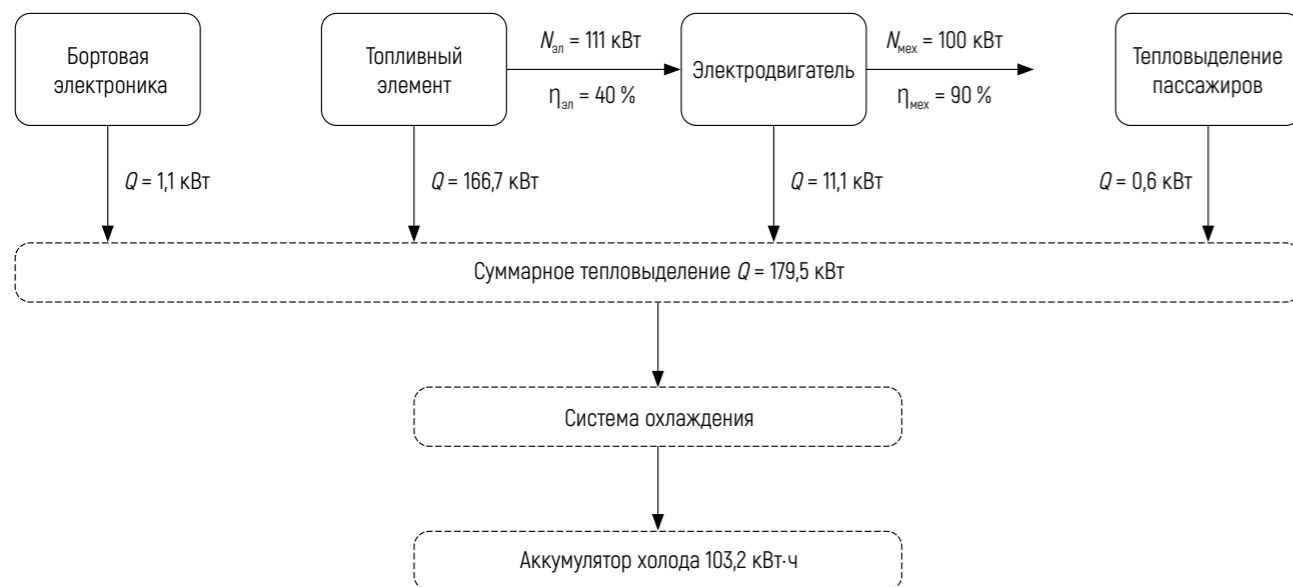 Бортовая
электроника
Топливный
элемент
Nэл = 111 кВт
ηэл = 40 %
Электродвигатель
Nмех = 100 кВт
ηмех = 90 %
Тепловыделение
пассажиров
Q = 1,1 кВт
Q = 166,7 кВт
Q = 11,1 кВт
Q = 0,6 кВт
Суммарное тепловыделение Q = 179,5 кВт
Система охлаждения
Аккумулятор холода 103,2 кВт·ч